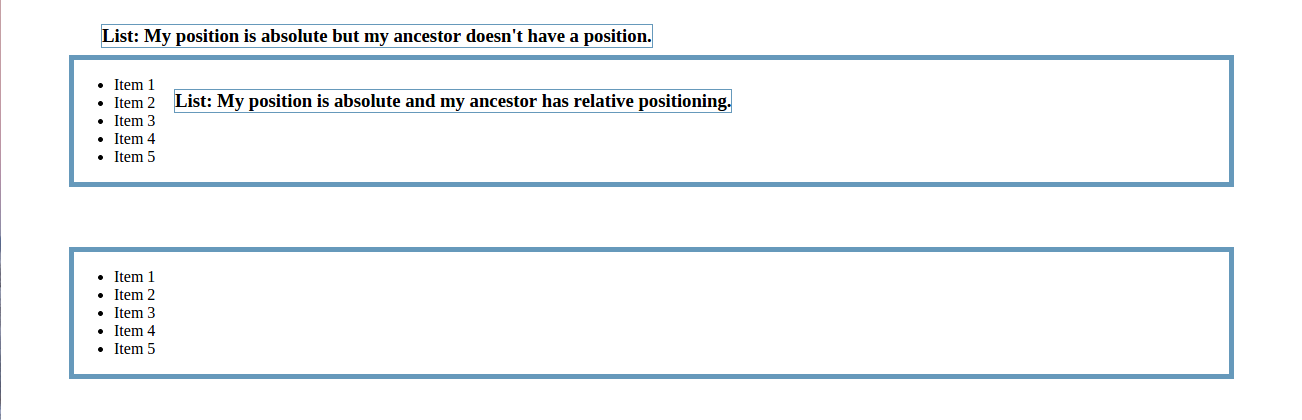 List: My position is absolute but my ancestor doesn't have a position.
Item 1
Item 2
List: My position is absolute and my ancestor has relative positioning.
Item 3
Item 4
Item 5
Item 1
Item 2
Item 3
Item 4
Item 5